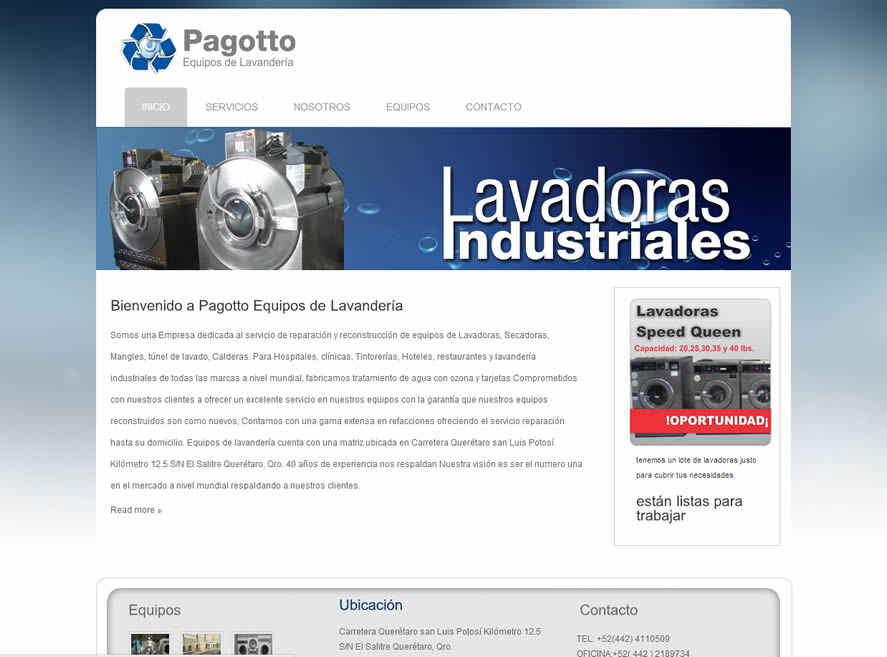 Pagotto
Equipos de Lavandería
INICIO SERVICIOS NOSOTROS EQUIPOS CONTACTO
Lavadoras
Industriales
Bienvenido a Pagotto Equipos de Lavandería
Somos una Empresa dedicada al servicio de reparación y reconstrucción de equipos de Lavadoras, Secadoras,
Mangles, túnel de lavado, Calderas. Para Hospitales, clínicas, Tintorerías, Hoteles, restaurantes y lavandería
industriales de todas las marcas a nivel mundial, fabricamos tratamiento de agua con ozona y tarjetas Comprometidos
con nuestros clientes a ofrecer un excelente servicio en nuestros equipos con la garantía que nuestros equipos
reconstruidos son como nuevos, Contamos con una gama extensa en refacciones ofreciendo el servicio reparación
hasta su domicilio. Equipos de lavandería cuenta con una matriz ubicada en Carretera Querétaro san Luis Potosí
Kilómetro 12.5 S/N El Salitre Querétaro, Qro. 40 años de experiencia nos respaldan Nuestra visión es ser el numero una
en el mercado a nivel mundial respaldando a nuestros clientes.
Read more »
Lavadoras
Speed Queen
Capacidad: 20,25,30,35 y 40 lbs.
!OPORTUNIDAD¡
tenemos un lote de lavadoras justo
para cubrir tus necesidades
están listas para
trabajar
Equipos
Ubicación
Carretera Querétaro san Luis Potosí Kilómetro 12.5
S/N El Salitre Querétaro, Qro.
Contacto
TEL: +52(442) 4110509
OFICINA:+52( 442 ) 2189734